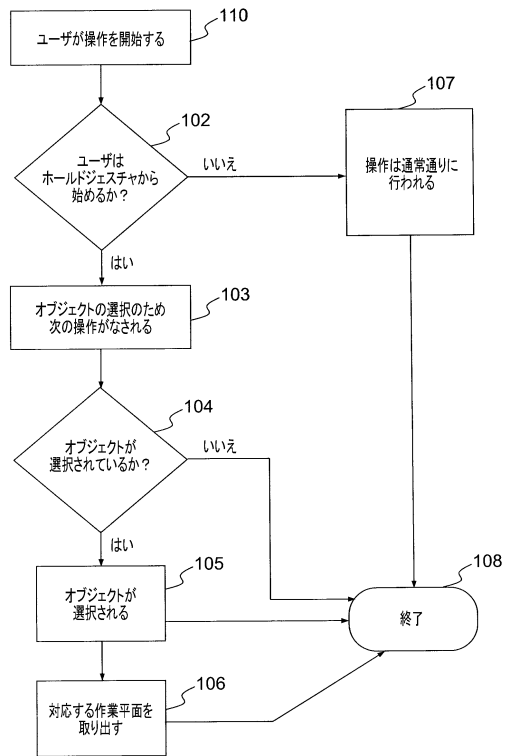 110
ユーザが操作を開始する
107
102
ユーザは
ホールドジェスチャから
始めるか？
いいえ
操作は通常通りに
行われる
はい
103
オブジェクトの選択のため
次の操作がなされる
104
オブジェクトが
選択されているか？
いいえ
はい
105
オブジェクトが
選択される
108
終了
106
対応する作業平面を
取り出す